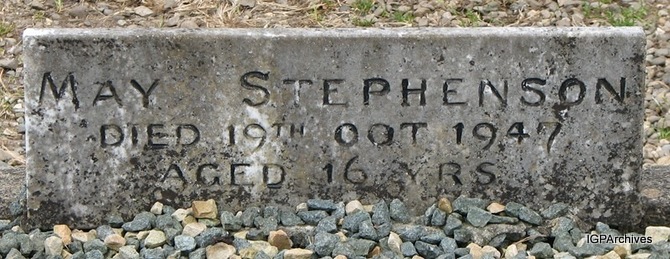 MAY STEPHENSON
DIED 19TH OCT 1947
AGED 16 YRS
IGPArchives